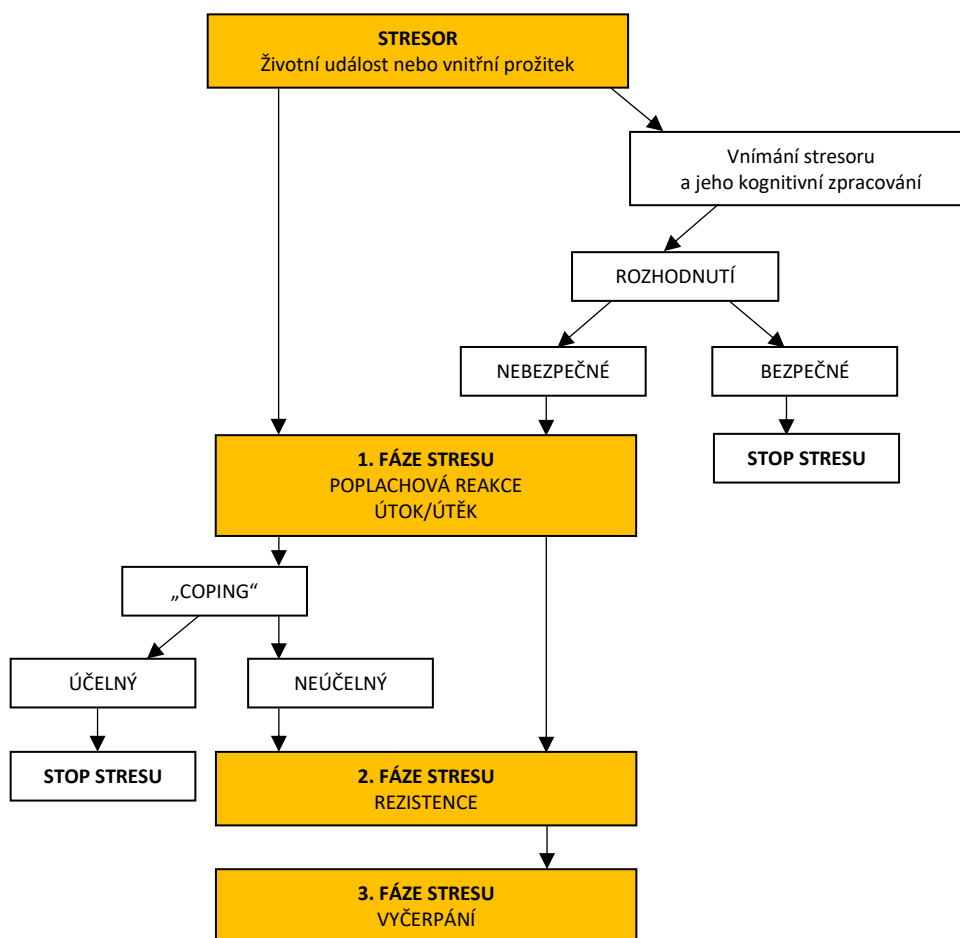 STRESOR
Životní událost nebo vnitřní prožitek
Vnímání stresoru
a jeho kognitivní zpracování
ROZHODNUTÍ
NEBEZPEČNÉ
BEZPEČNÉ
1. FÁZE STRESU
POPLACHOVÁ REAKCE
ÚTOK/ÚTĚK
STOP STRESU
„COPING“
ÚČELNÝ
NEÚČELNÝ
STOP STRESU
2. FÁZE STRESU
REZISTENCE
3. FÁZE STRESU
VYČERPÁNÍ